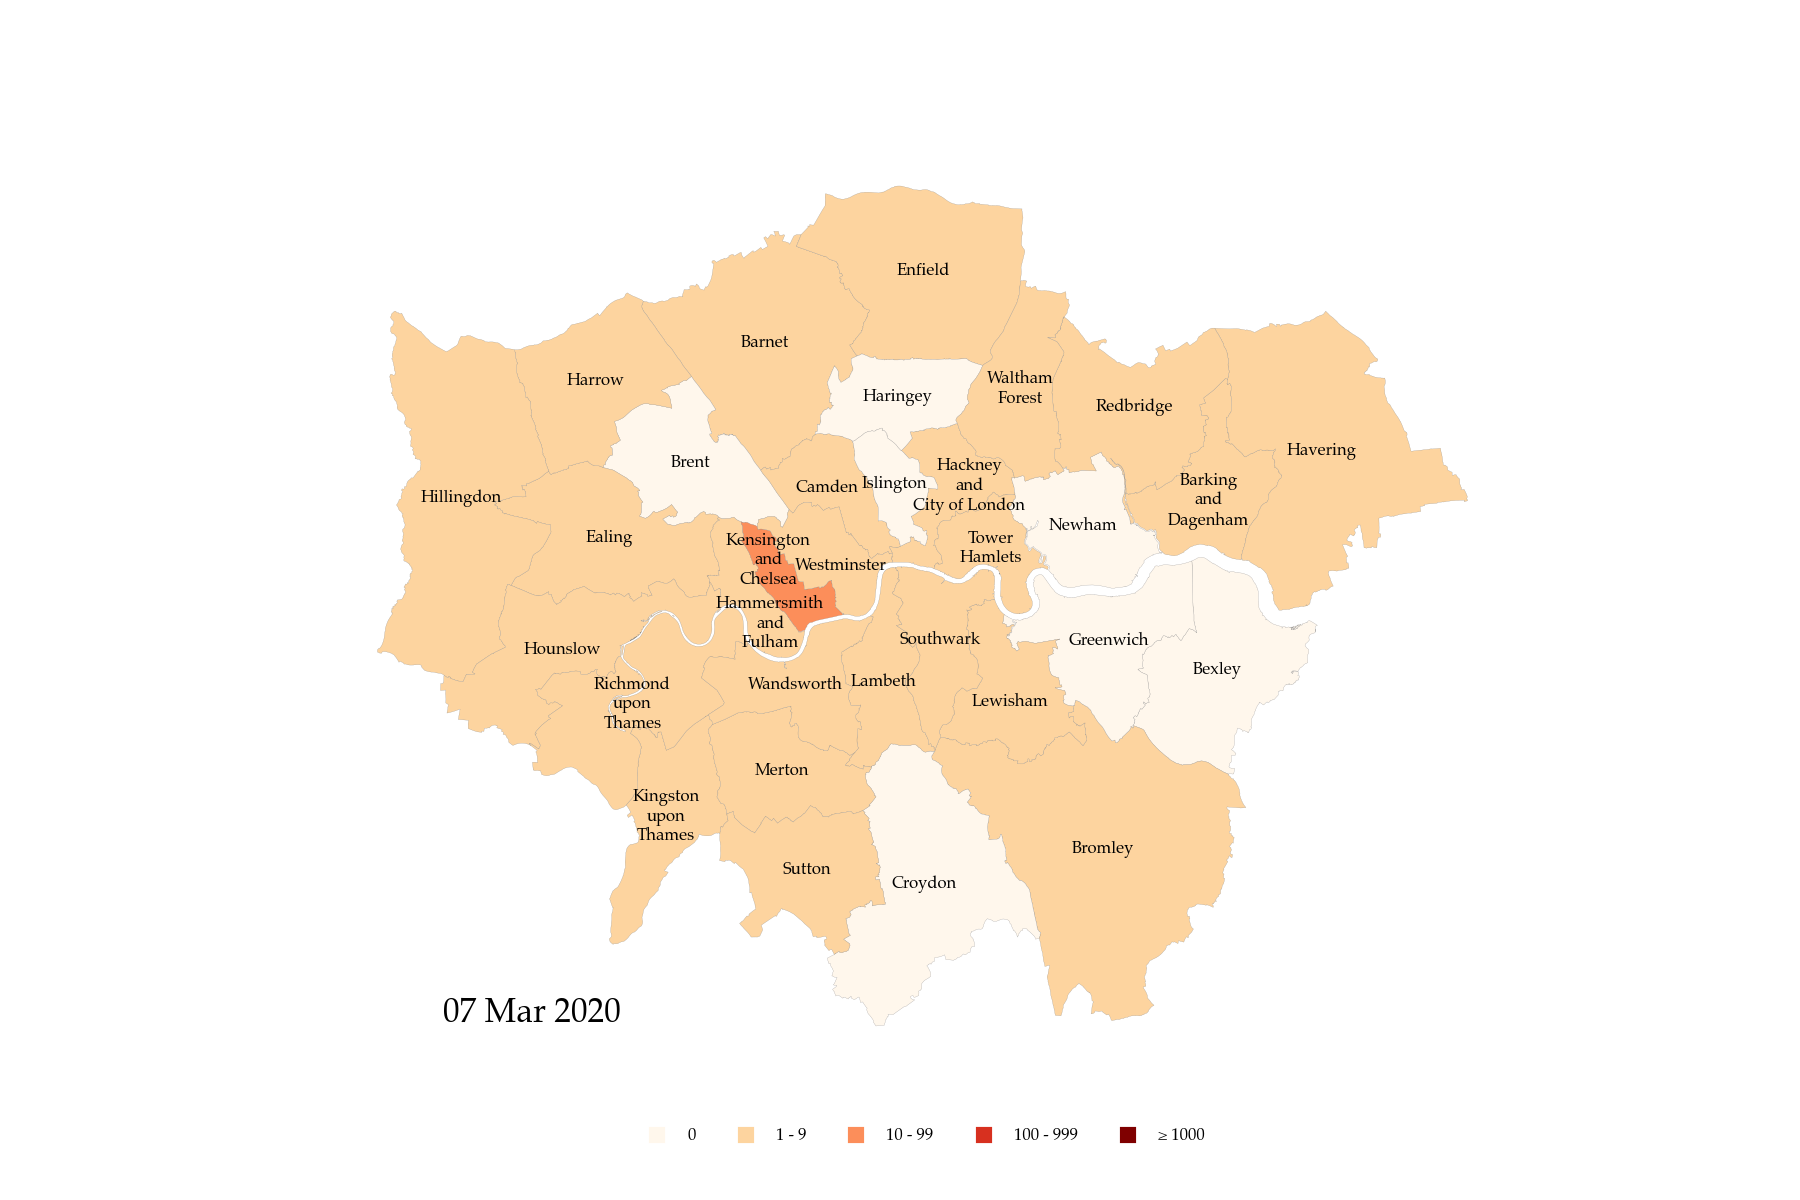 Enfield
Barnet
Harrow
Waltham
Forest
Haringey
Redbridge
Havering
Brent
Hackney
and
City of London
Islington
Camden
Barking
and
Dagenham
Hillingdon
Newham
Ealing
Kensington
and
Chelsea
Tower
Hamlets
Westminster
Hammersmith
and
Fulham
Southwark
Greenwich
Hounslow
Bexley
Richmond
upon
Thames
Wandsworth
Lambeth
Lewisham
Merton
Kingston
upon
Thames
Bromley
Sutton
Croydon
07 Mar 2020
0
1 - 9
10 - 99
100 - 999
≥ 1000